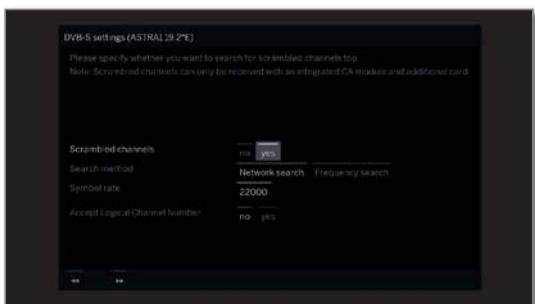 DVB-S settings (ASTRA1 19.2°E)
Please specify whether you want to search for scrambled channels too.
Note: Scrambled channels can only be received with an integrated CA module and additional card
Scrambled channels no yes
Search method Network search Frequency search
Symbol rate 22000
Accept Logical Channel Number no yes